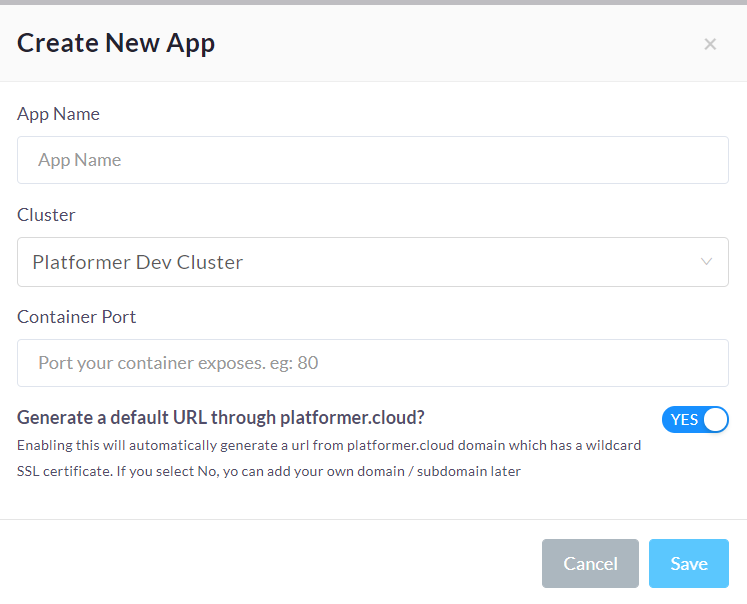 Create New App
App Name
App Name
Cluster
Platformer Dev Cluster
Container Port
Port your container exposes. eg: 80
Generate a default URL through platformer.cloud?
YES
Enabling this will automatically generate a url from platformer.cloud domain which has a wildcard
SSL certificate. If you select No, yo can add your own domain / subdomain later
Cancel
Save